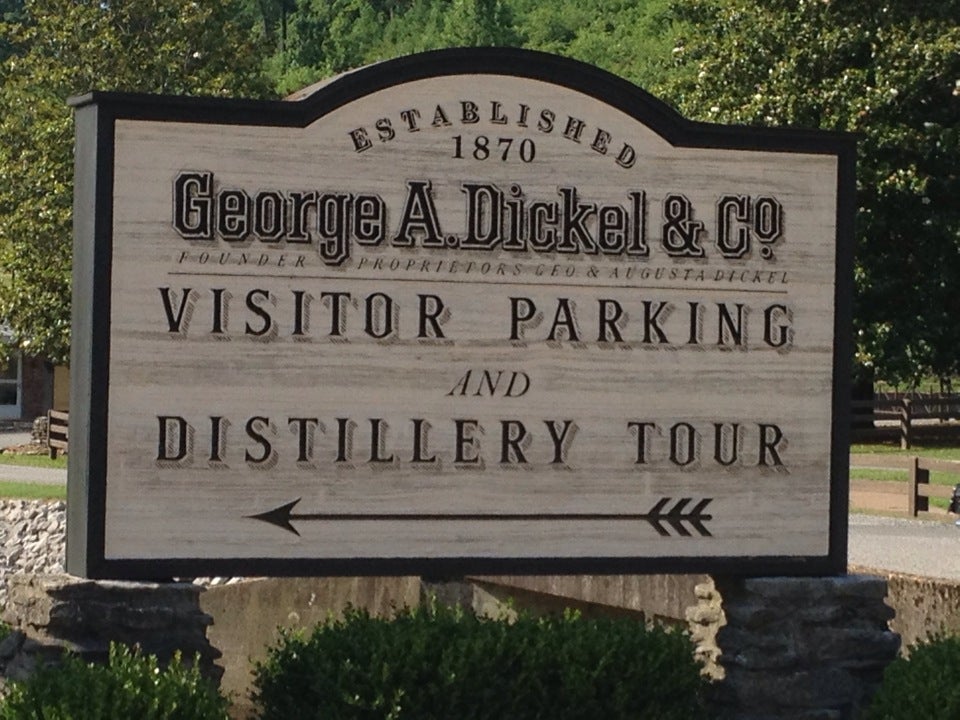 ESTABLISHED
1870
George A. Dickel & Co
FOUNDER PROPRIETORS GEO & AUGUSTA DICKEL
VISITOR PARKING
AND
DISTILLERY TOUR